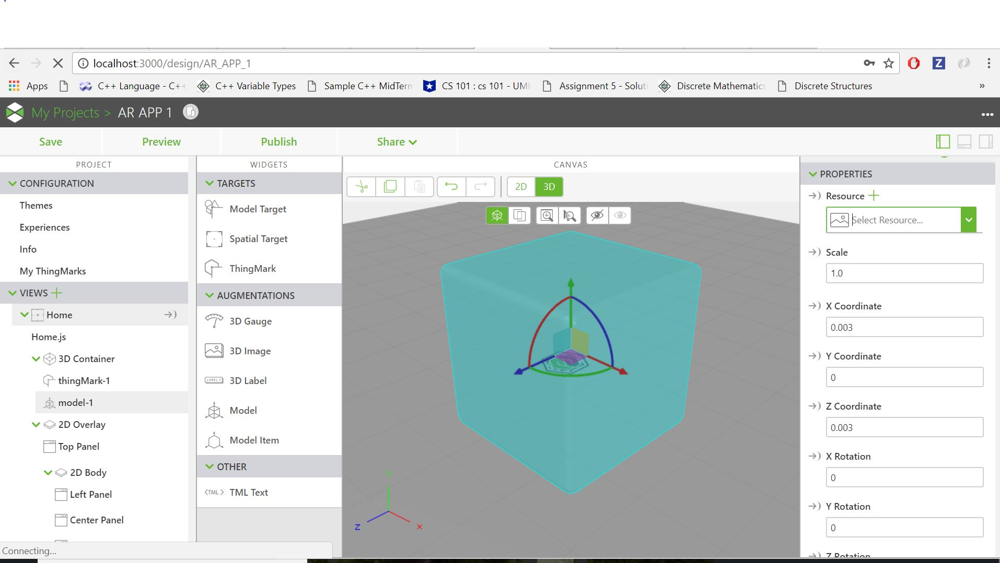 localhost:3000/design/AR_APP_1
Z
Apps
C++ Language - C++
C++ Variable Types
Sample C++ MidTerm
CS 101 : cs 101 - UM
Assignment 5 - Soluti
Discrete Mathematics
Discrete Structures
»
My Projects > AR APP 1
Save
Preview
Publish
Share
PROJECT
CONFIGURATION
Themes
Experiences
Info
My ThingMarks
VIEWS
Home
Home.js
3D Container
thingMark-1
model-1
2D Overlay
Top Panel
2D Body
Left Panel
Center Panel
Connecting...
WIDGETS
TARGETS
Model Target
Spatial Target
ThingMark
AUGMENTATIONS
3D Gauge
3D Image
LABEL
3D Label
Model
Model Item
OTHER
<TML> TML Text
CANVAS
2D
3D
Y
Z
X
PROPERTIES
Resource
Select Resource...
Scale
1.0
X Coordinate
0.003
Y Coordinate
0
Z Coordinate
0.003
X Rotation
0
Y Rotation
0
Z Rotation